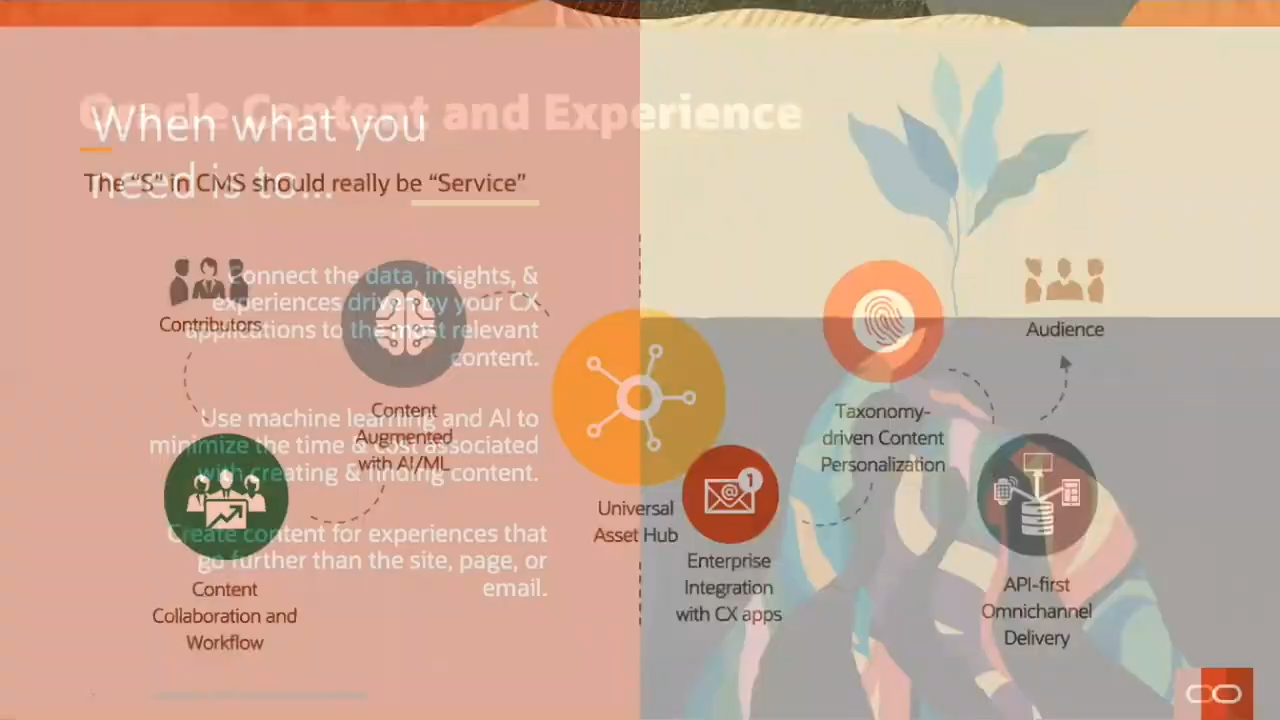 Oracle Content and Experience
When what you
need is to...
The “S” in CMS should really be “Service”
Connect the data, insights, &
experiences driven by your CX
applications to the most relevant
content.
Use machine learning and AI to
minimize the time & cost associated
with creating & finding content.
Create content for experiences that
go further than the site, page, or
email.
Contributors
Content
Augmented
with AI/ML
Content
Collaboration and
Workflow
Universal
Asset Hub
@
1
Enterprise
Integration
with CX apps
Taxonomy-
driven Content
Personalization
Audience
API-first
Omnichannel
Delivery